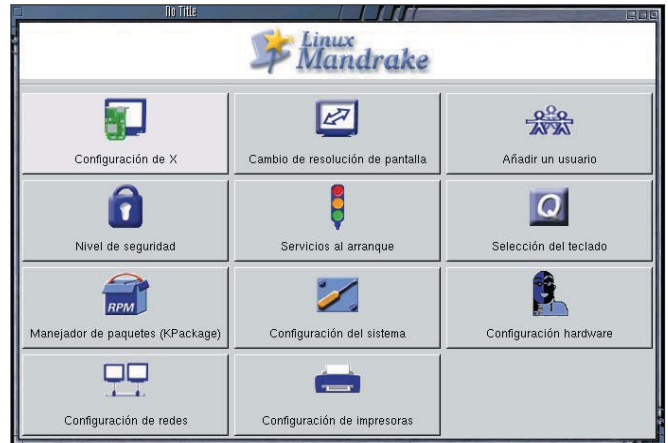 No Title
Linux
Mandrake
Configuración de X
Cambio de resolución de pantalla
Añadir un usuario
Nivel de seguridad
Servicios al arranque
Q
Selección del teclado
RPM
Manejador de paquetes (KPackage)
Configuración del sistema
Configuración hardware
Configuración de redes
Configuración de impresoras